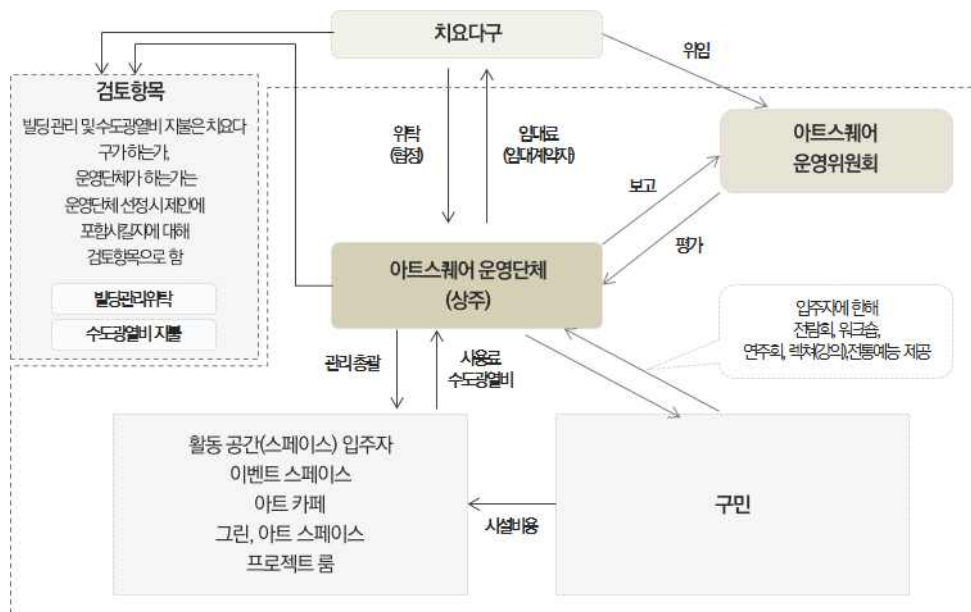 치요다구
위임
검토항목
빌딩 관리 및 수도광열비 지불은 치요다
구가 하는가,
운영단체가 하는가는
운영단체 선정시 제안에
포함시킬지에 대해
검토항목으로 함
빌딩관리위탁
수도광열비 지불
위탁
(협정)
임대료
(임대계약자)
아트스퀘어
운영위원회
보고
평가
아트스퀘어 운영단체
(상주)
입주자에 한해
전람회, 워크숍,
연주회, 렉쳐(강의),전통예능 제공
관리 총괄
사용료
수도광열비
활동 공간(스페이스) 입주자
이벤트 스페이스
아트 카페
그린, 아트 스페이스
프로젝트 룸
시설비용
구민